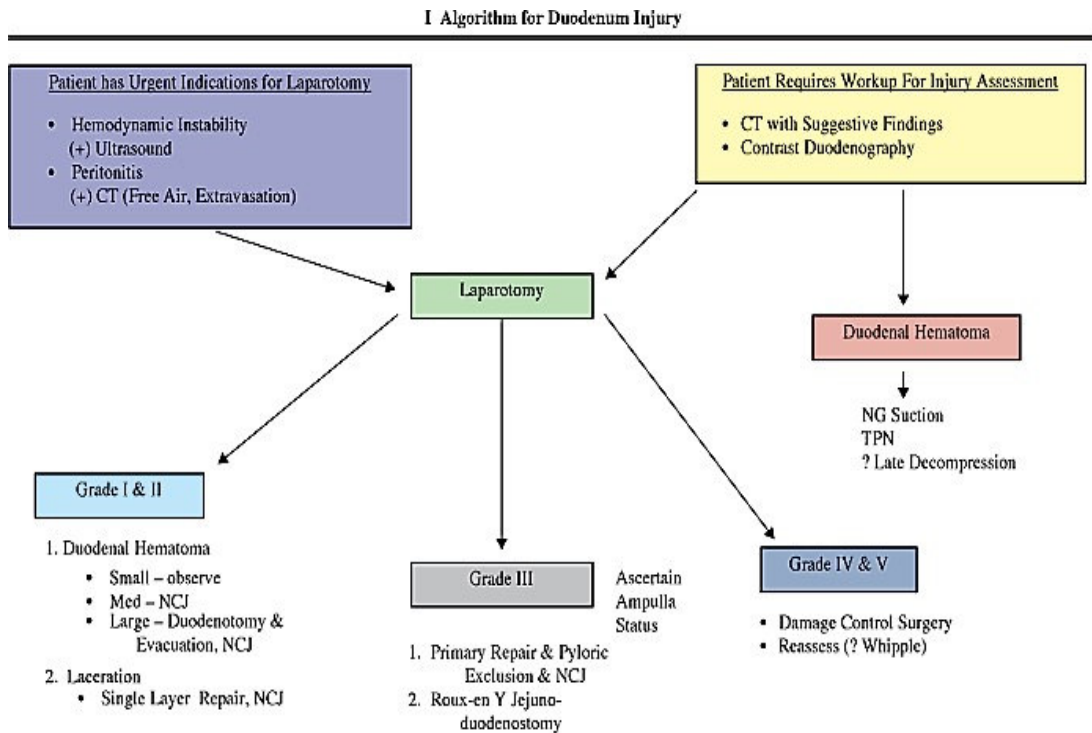 I Algorithm for Duodenum Injury
Patient has Urgent Indications for Laparotomy
• Hemodynamic Instability
(+) Ultrasound
• Peritonitis
(+) CT (Free Air, Extravasation)
Patient Requires Workup For Injury Assessment
• CT with Suggestive Findings
• Contrast Duodenography
Laparotomy
Duodenal Hematoma
NG Suction
TPN
? Late Decompression
Grade I & II
1. Duodenal Hematoma
• Small – observe
• Med – NCJ
• Large – Duodenotomy &
Evacuation, NCJ
2. Laceration
• Single Layer Repair, NCJ
Grade III
Ascertain
Ampulla
Status
1. Primary Repair & Pyloric
Exclusion & NCJ
2. Roux-en Y Jejuno-
duodenostomy
Grade IV & V
• Damage Control Surgery
• Reassess (? Whipple)